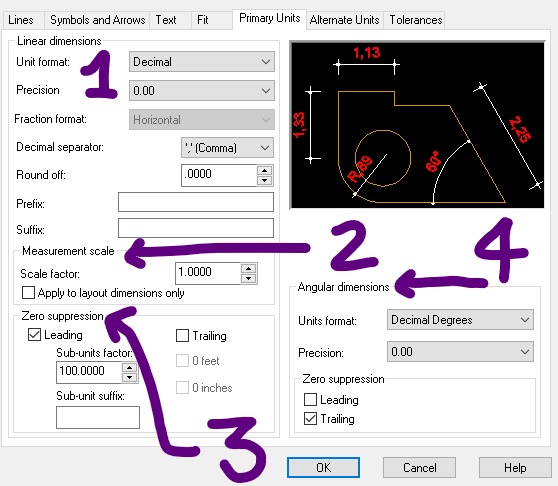 Lines Symbols and Arrows Text Fit Primary Units Alternate Units Tolerances
Linear dimensions
Unit format: Decimal
1
Precision 0.00
Fraction format: Horizontal
Decimal separator: ',' (Comma)
Round off: .0000
Prefix:
Suffix:
Measurement scale
2
Scale factor: 1.0000
Apply to layout dimensions only
Zero suppression
Leading
Trailing
Sub-units factor:
100.0000
0 feet
Sub-unit suffix:
0 inches
3
1,13
1,33
2,25
R,89
60°
4
Angular dimensions
Units format: Decimal Degrees
Precision: 0.00
Zero suppression
Leading
Trailing
OK Cancel Help